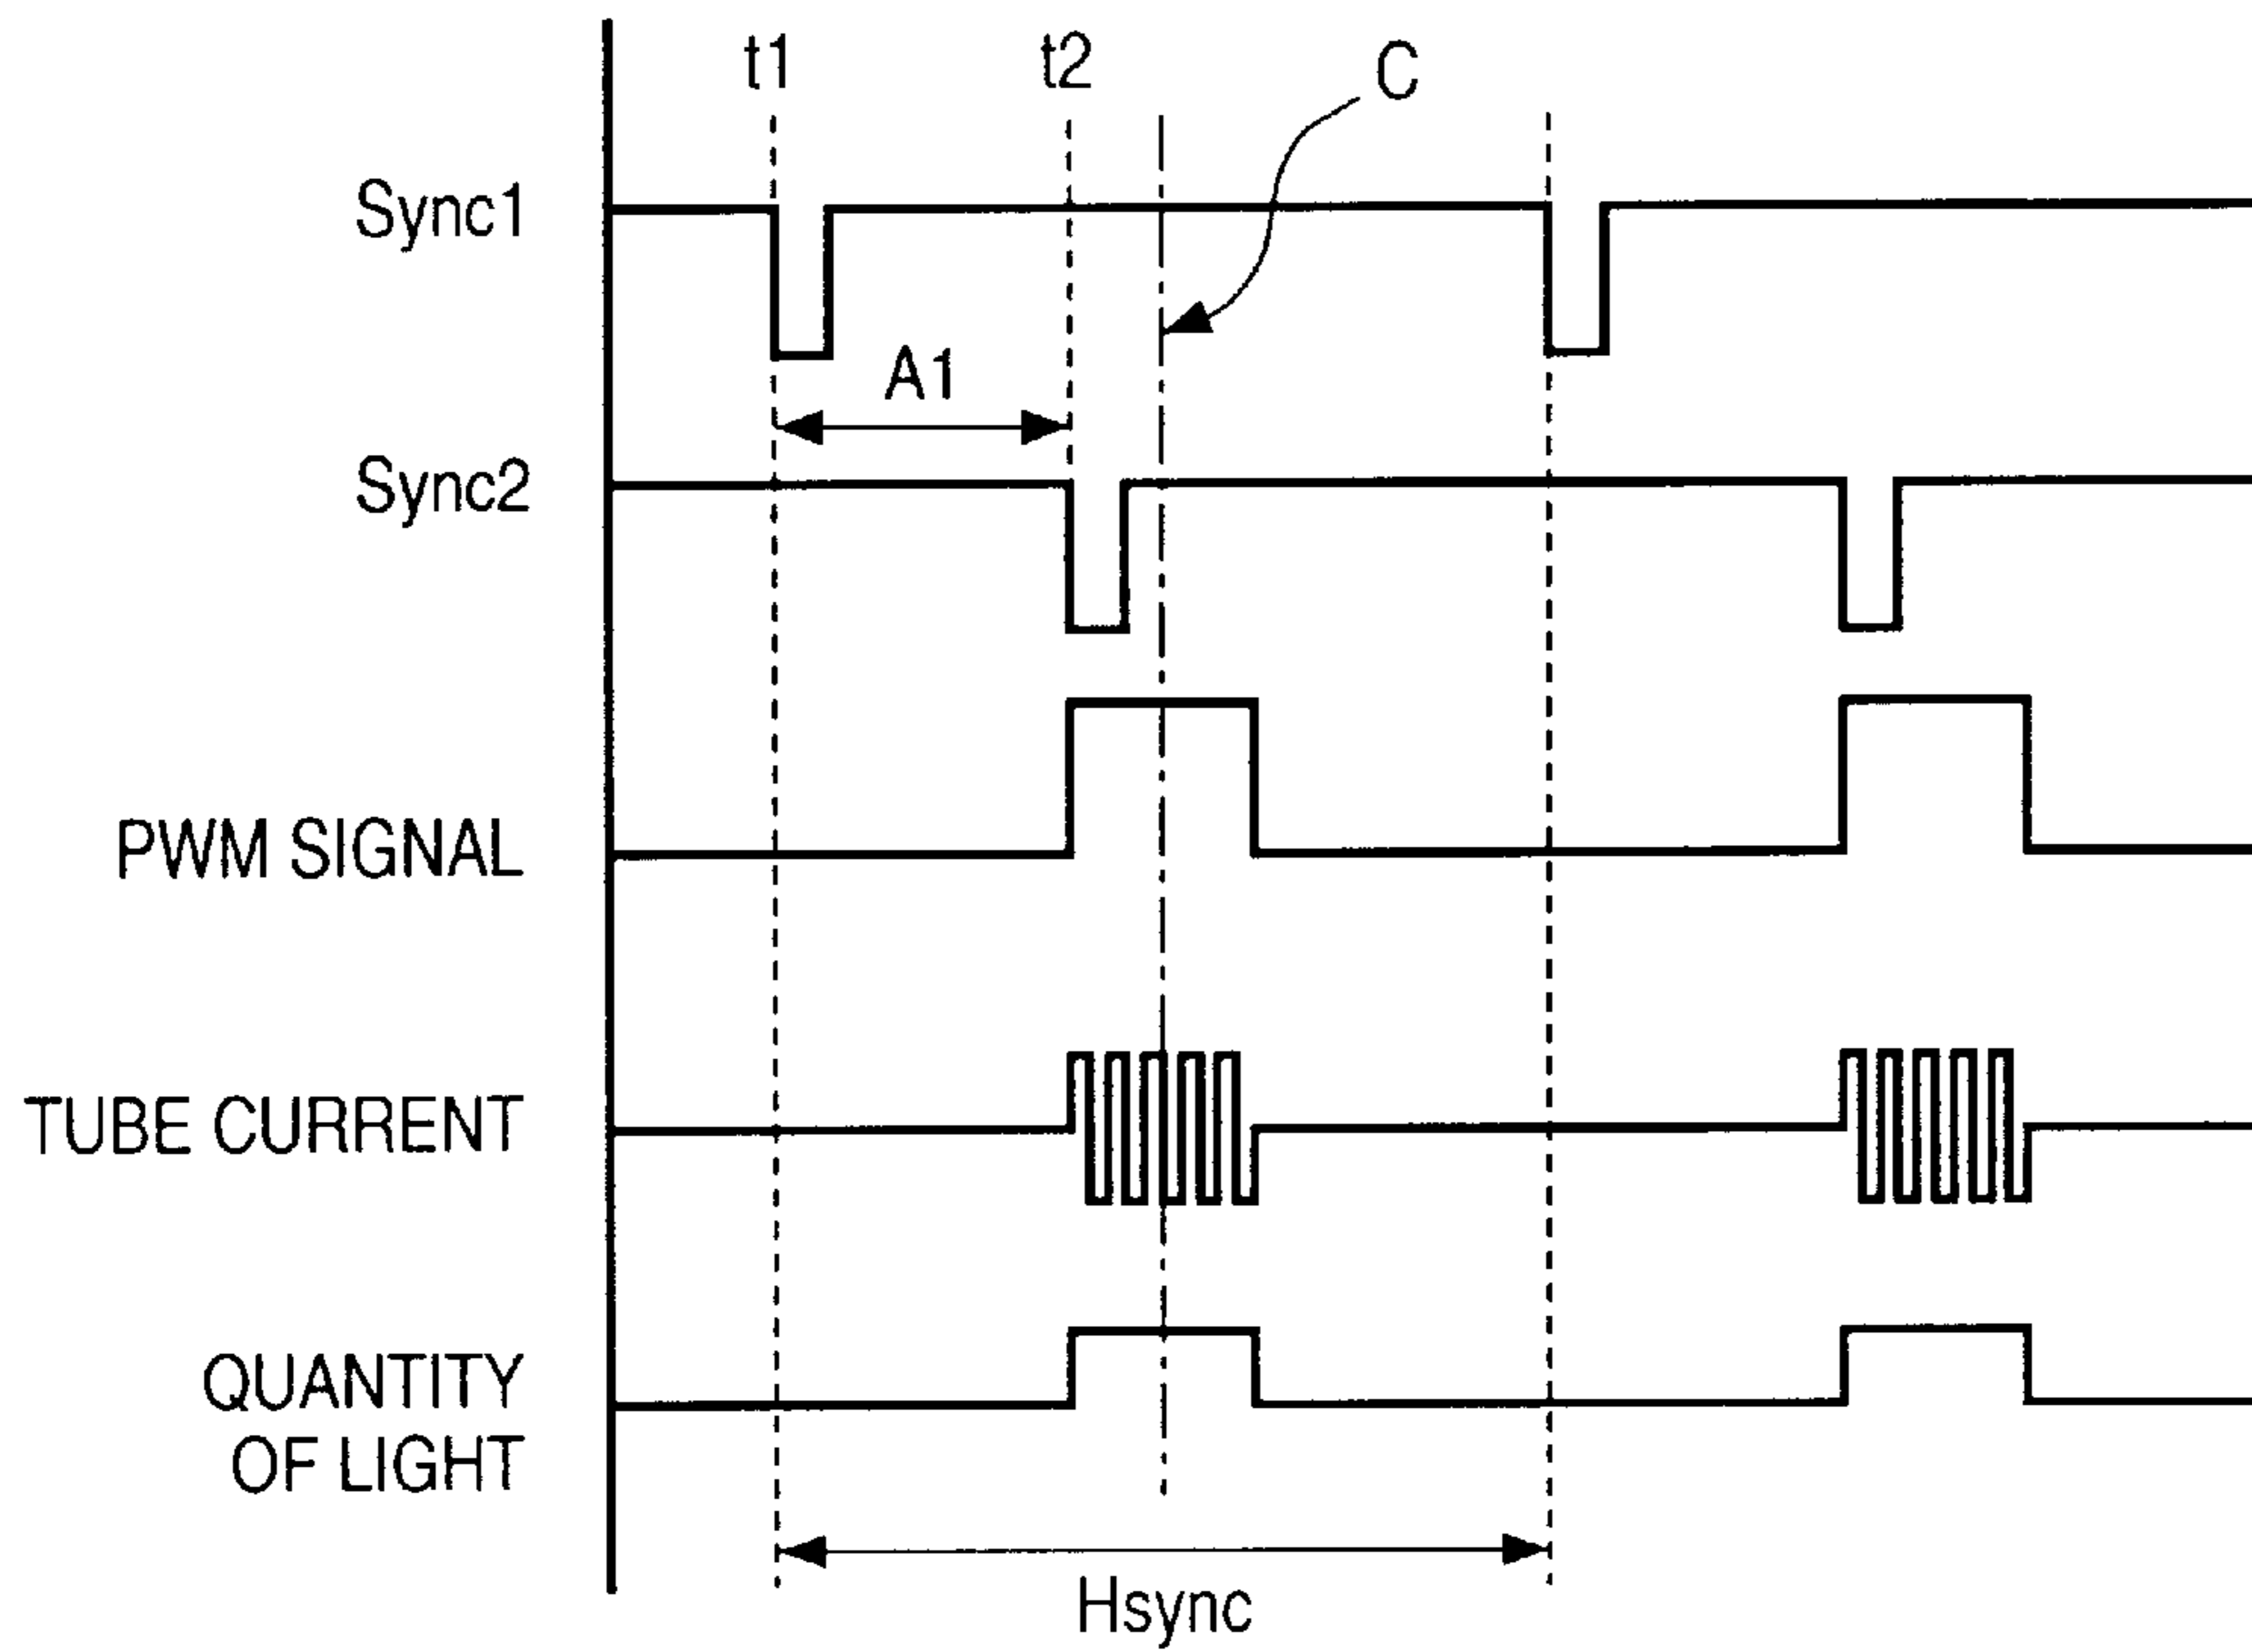 t1
t2
C
Sync1
A1
Sync2
PWM SIGNAL
TUBE CURRENT
QUANTITY
OF LIGHT
Hsync